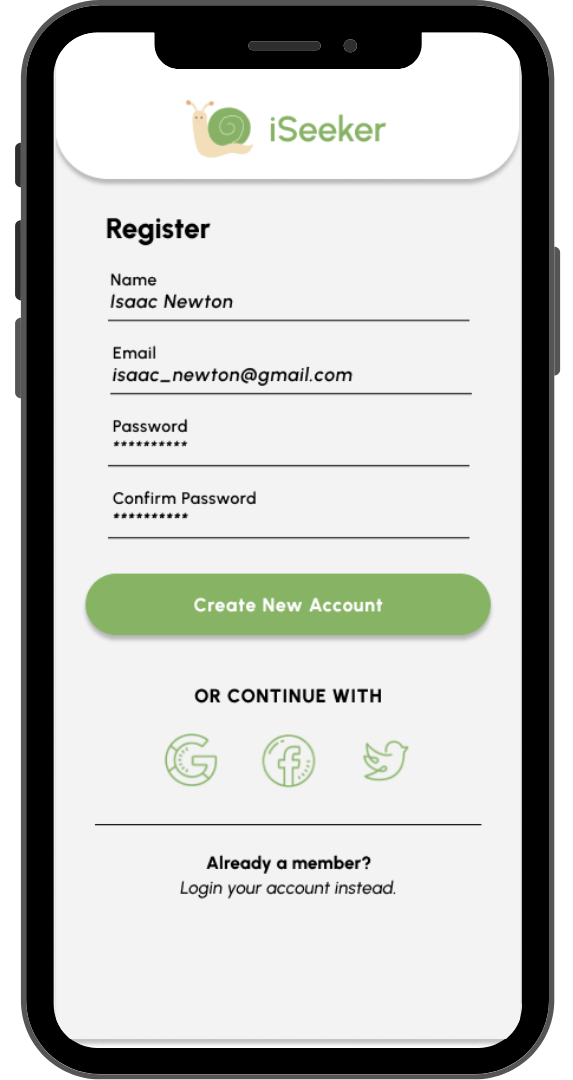 iSeeker
Register
Name
Isaac Newton
Email
isaac_newton@gmail.com
Password
**********
Confirm Password
**********
Create New Account
OR CONTINUE WITH
G f
Already a member?
Login your account instead.